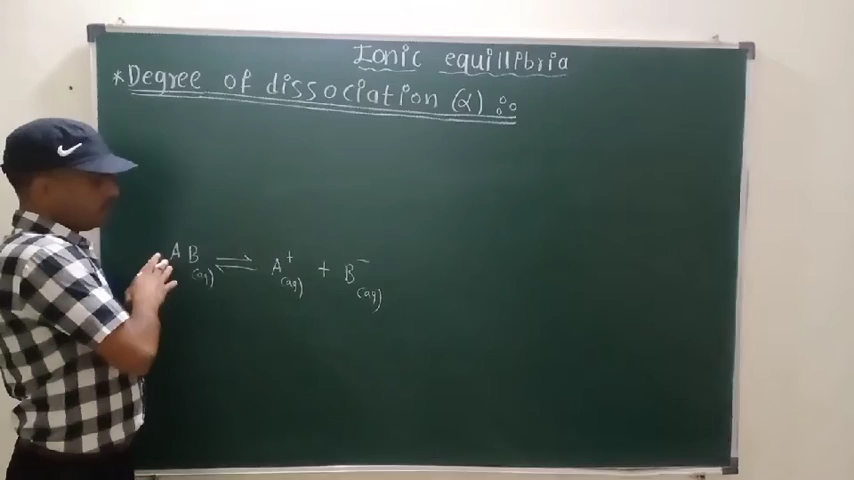 Ionic equilibria
*Degree of dissociation (α) :
AB(aq) ⇌ A⁺(aq) + B⁻(aq)